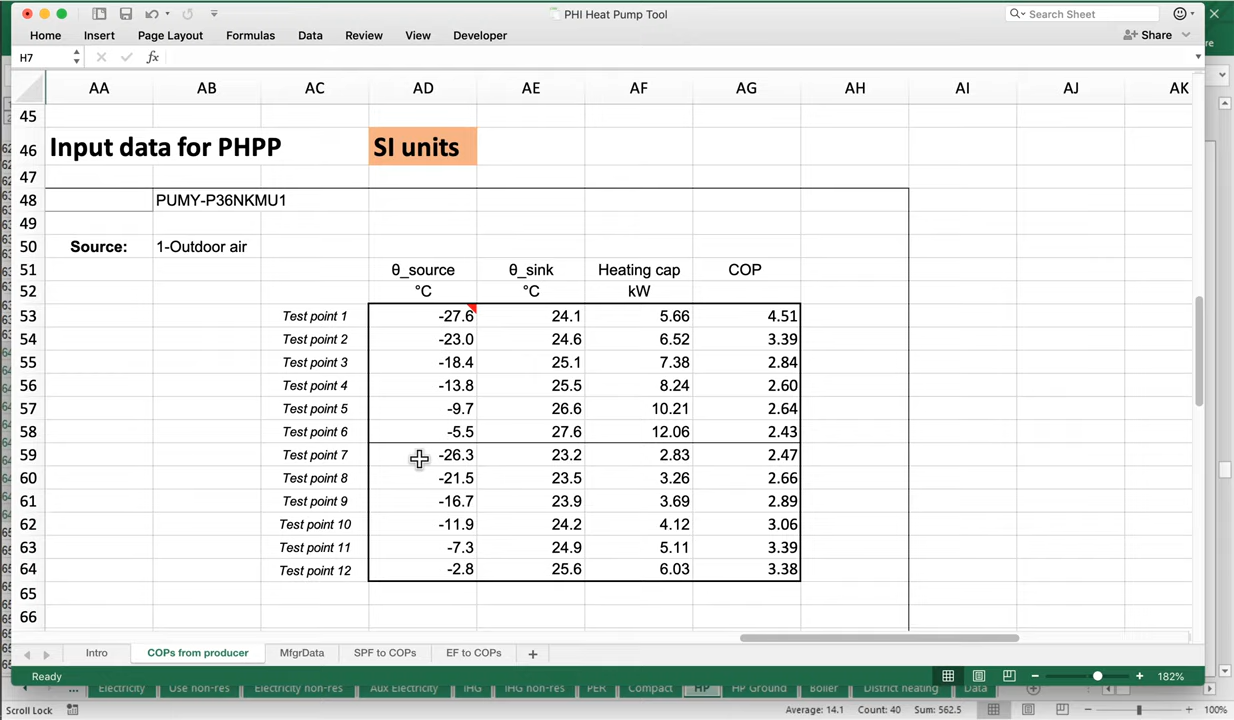 PHI Heat Pump Tool
Search Sheet
Home Insert Page Layout Formulas Data Review View Developer Share
H7 fx
AA AB AC AD AE AF AG AH AI AJ AK
45
46 Input data for PHPP SI units
47
48 PUMY-P36NKMU1
49
50 Source: 1-Outdoor air
51 θ_source θ_sink Heating cap COP
52 °C °C kW
53 Test point 1 -27.6 24.1 5.66 4.51
54 Test point 2 -23.0 24.6 6.52 3.39
55 Test point 3 -18.4 25.1 7.38 2.84
56 Test point 4 -13.8 25.5 8.24 2.60
57 Test point 5 -9.7 26.6 10.21 2.64
58 Test point 6 -5.5 27.6 12.06 2.43
59 Test point 7 -26.3 23.2 2.83 2.47
60 Test point 8 -21.5 23.5 3.26 2.66
61 Test point 9 -16.7 23.9 3.69 2.89
62 Test point 10 -11.9 24.2 4.12 3.06
63 Test point 11 -7.3 24.9 5.11 3.39
64 Test point 12 -2.8 25.6 6.03 3.38
65
66
Intro COPs from producer MfgrData SPF to COPs EF to COPs
Ready 182%
... Electricity Use non-res Electricity non-res Aux Electricity IHG IHG non-res PER Compact HP HP Ground Boiler District heating Data
Scroll Lock Average: 14.1 Count: 40 Sum: 562.5 100%